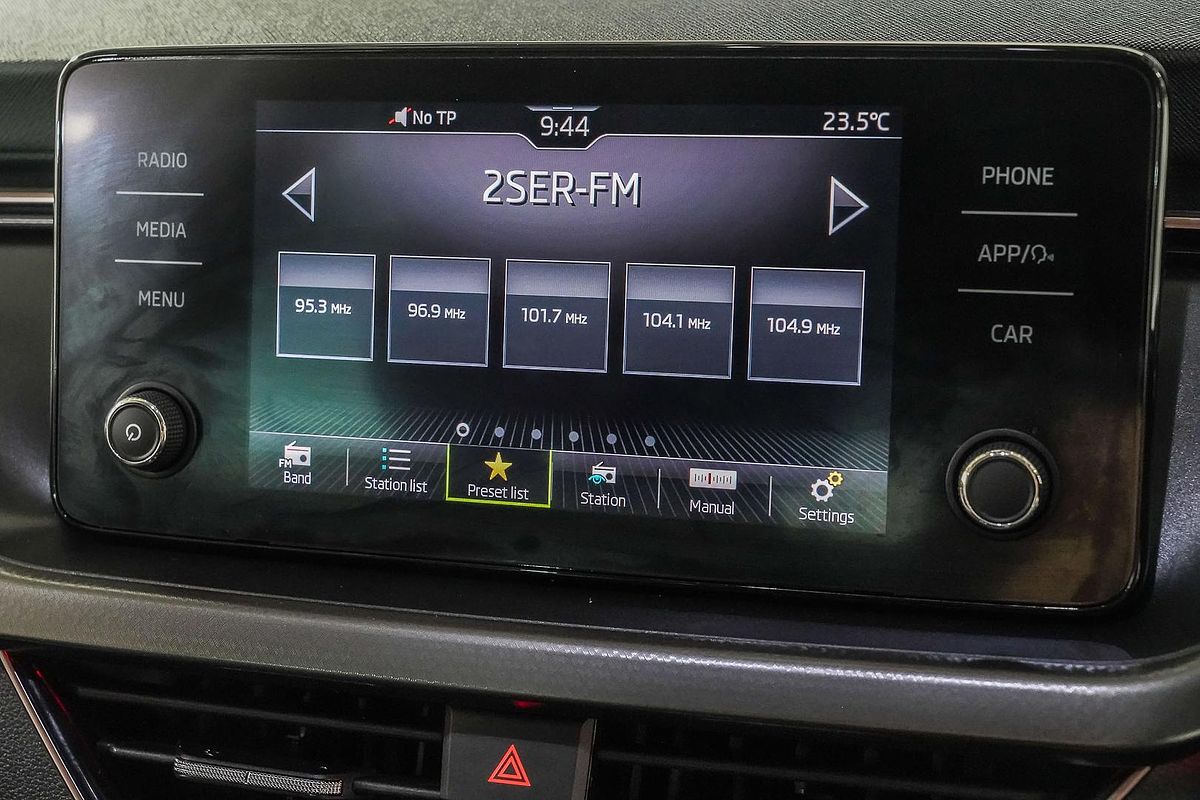 No TP
9:44
23.5°C
RADIO
MEDIA
MENU
2SER-FM
95.3 MHz
96.9 MHz
101.7 MHz
104.1 MHz
104.9 MHz
FM
Band
Station list
Preset list
Station
Manual
Settings
PHONE
APP/
CAR